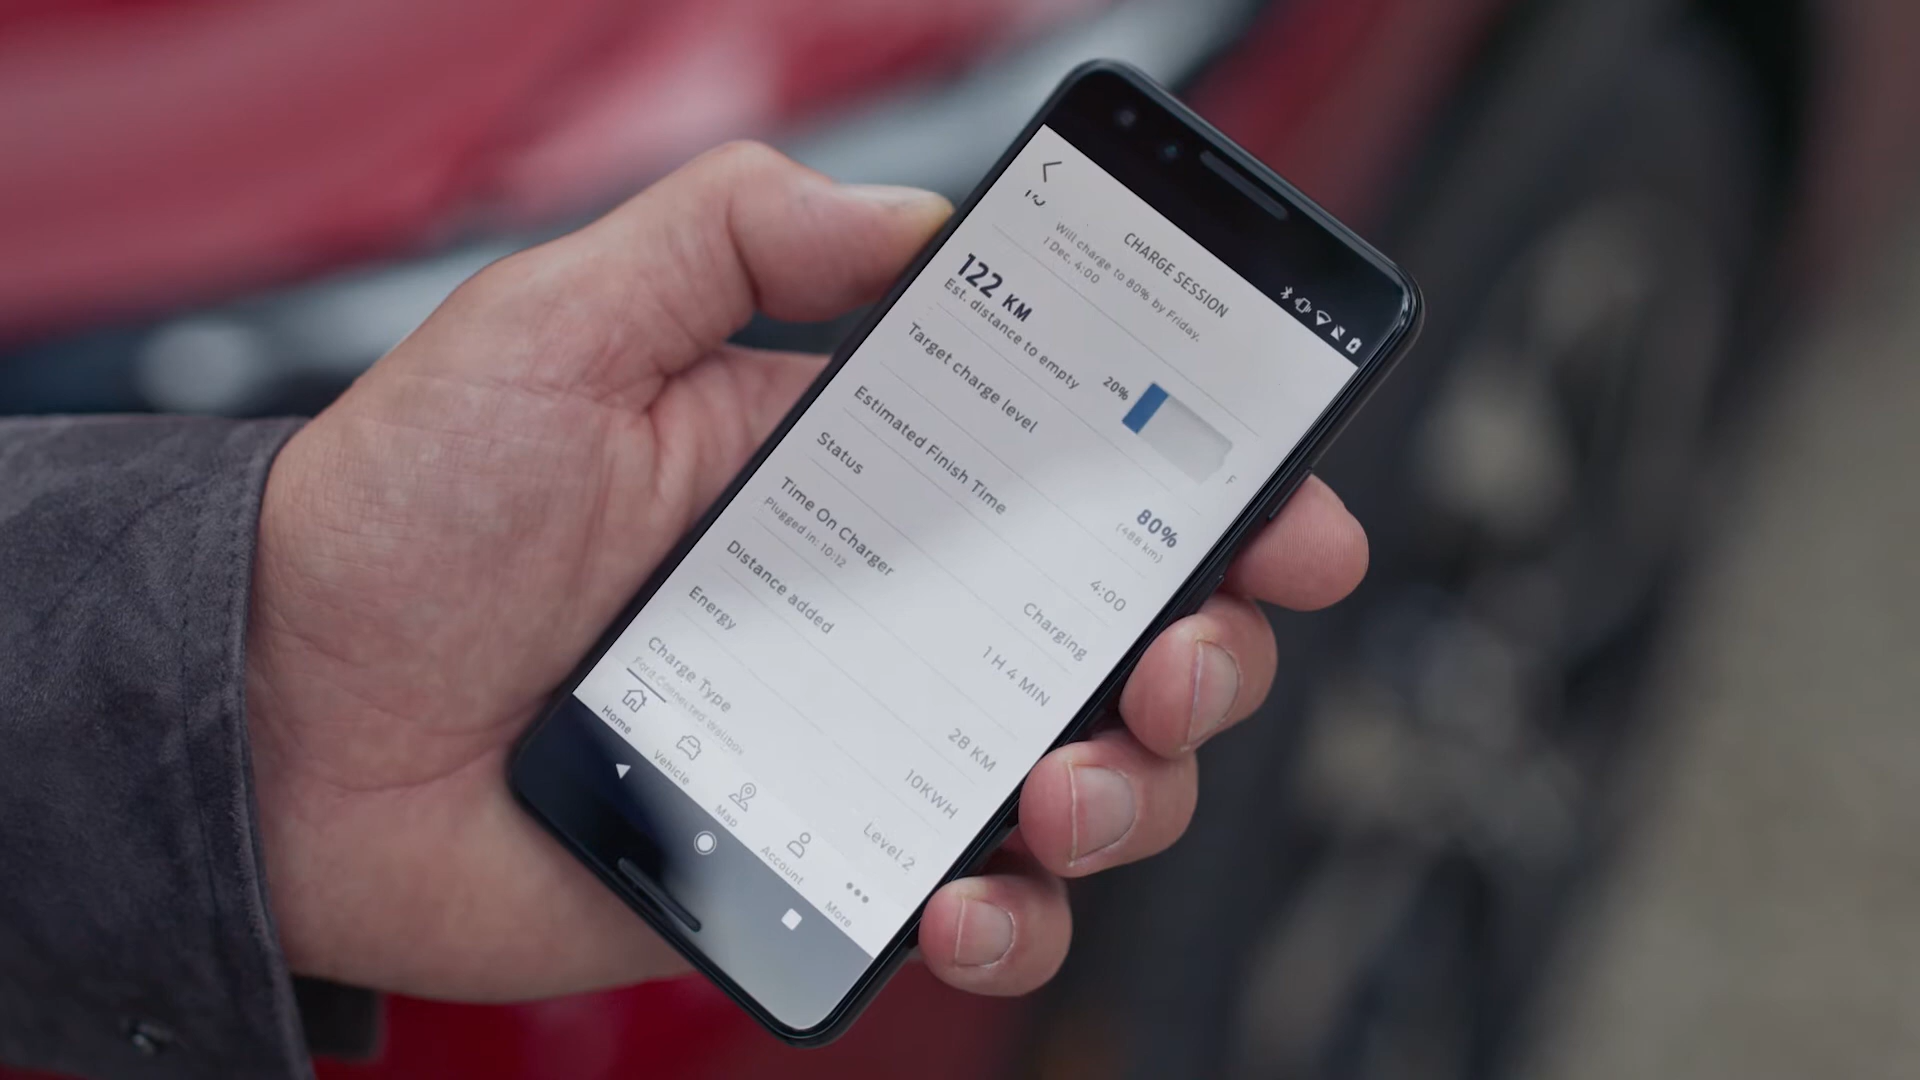 CHARGE SESSION
Will charge to 80% by Friday,
1 Dec, 4:00
122 KM
Est. distance to empty
20%
F
Target charge level
80%
(488 km)
Estimated Finish Time
4:00
Status
Charging
Time On Charger
1 H 4 MIN
Plugged in: 10:12
Distance added
28 KM
Energy
10KWH
Charge Type
Level 2
Ford Connected Wallbox
Home
Vehicle
Map
Account
More